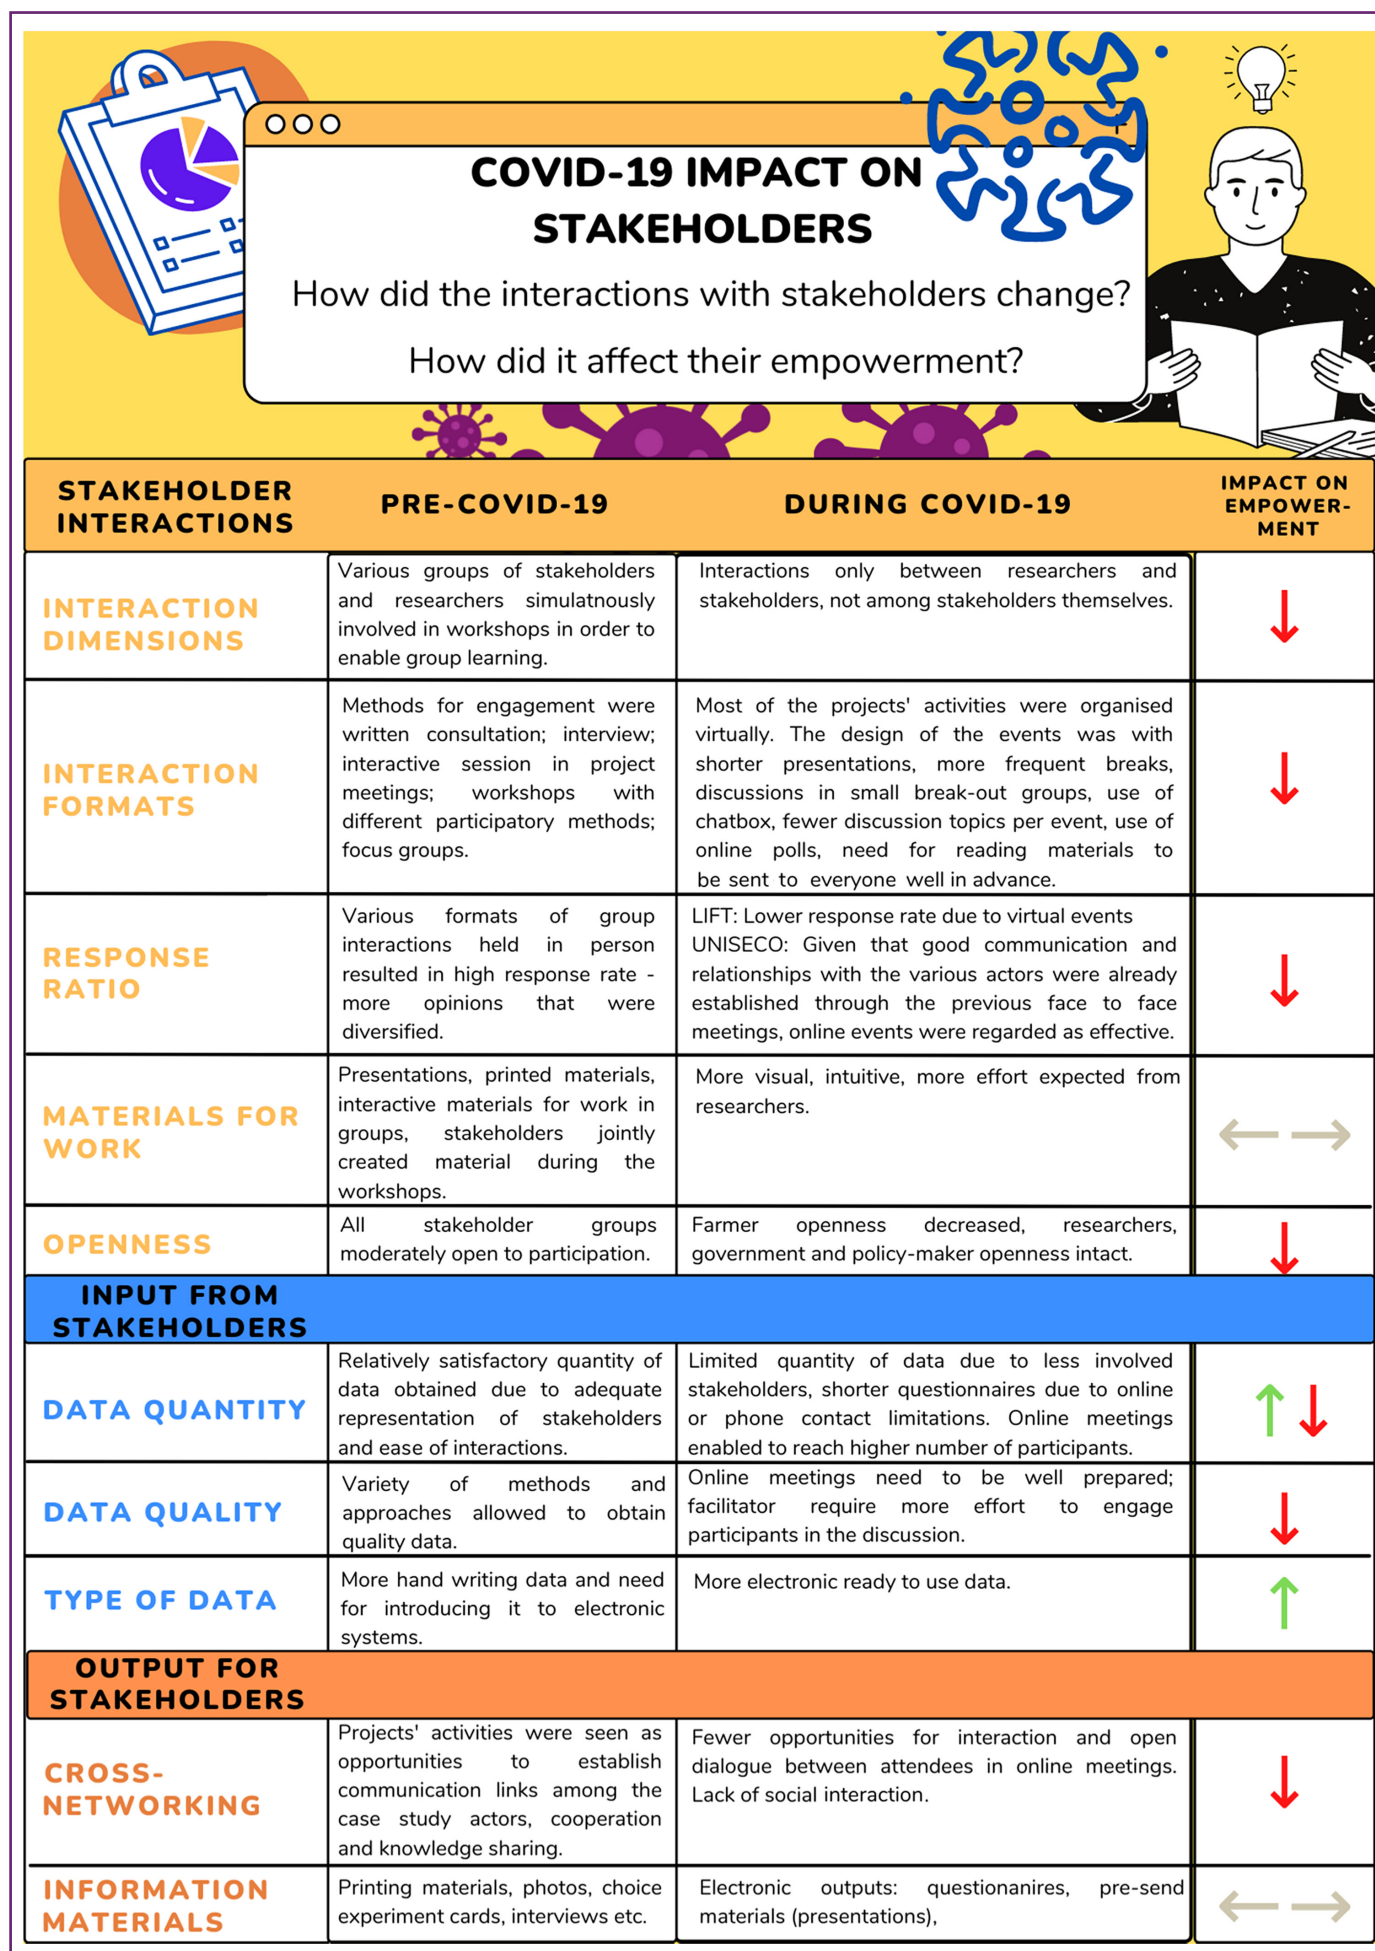 COVID-19 IMPACT ON
STAKEHOLDERS
How did the interactions with stakeholders change?
How did it affect their empowerment?
STAKEHOLDER
INTERACTIONS
PRE-COVID-19
DURING COVID-19
IMPACT ON
EMPOWER-
MENT
INTERACTION
DIMENSIONS
Various groups of stakeholders
and researchers simulatnously
involved in workshops in order to
enable group learning.
Interactions only between researchers and
stakeholders, not among stakeholders themselves.
INTERACTION
FORMATS
Methods for engagement were
written consultation; interview;
interactive session in project
meetings; workshops with
different participatory methods;
focus groups.
Most of the projects' activities were organised
virtually. The design of the events was with
shorter presentations, more frequent breaks,
discussions in small break-out groups, use of
chatbox, fewer discussion topics per event, use of
online polls, need for reading materials to
be sent to everyone well in advance.
RESPONSE
RATIO
Various formats of group
interactions held in person
resulted in high response rate -
more opinions that were
diversified.
LIFT: Lower response rate due to virtual events
UNISECO: Given that good communication and
relationships with the various actors were already
established through the previous face to face
meetings, online events were regarded as effective.
MATERIALS FOR
WORK
Presentations, printed materials,
interactive materials for work in
groups, stakeholders jointly
created material during the
workshops.
More visual, intuitive, more effort expected from
researchers.
OPENNESS
All stakeholder groups
moderately open to participation.
Farmer openness decreased, researchers,
government and policy-maker openness intact.
INPUT FROM
STAKEHOLDERS
DATA QUANTITY
Relatively satisfactory quantity of
data obtained due to adequate
representation of stakeholders
and ease of interactions.
Limited quantity of data due to less involved
stakeholders, shorter questionnaires due to online
or phone contact limitations. Online meetings
enabled to reach higher number of participants.
DATA QUALITY
Variety of methods and
approaches allowed to obtain
quality data.
Online meetings need to be well prepared;
facilitator require more effort to engage
participants in the discussion.
TYPE OF DATA
More hand writing data and need
for introducing it to electronic
systems.
More electronic ready to use data.
OUTPUT FOR
STAKEHOLDERS
CROSS-
NETWORKING
Projects' activities were seen as
opportunities to establish
communication links among the
case study actors, cooperation
and knowledge sharing.
Fewer opportunities for interaction and open
dialogue between attendees in online meetings.
Lack of social interaction.
INFORMATION
MATERIALS
Printing materials, photos, choice
experiment cards, interviews etc.
Electronic outputs: questionanires, pre-send
materials (presentations),